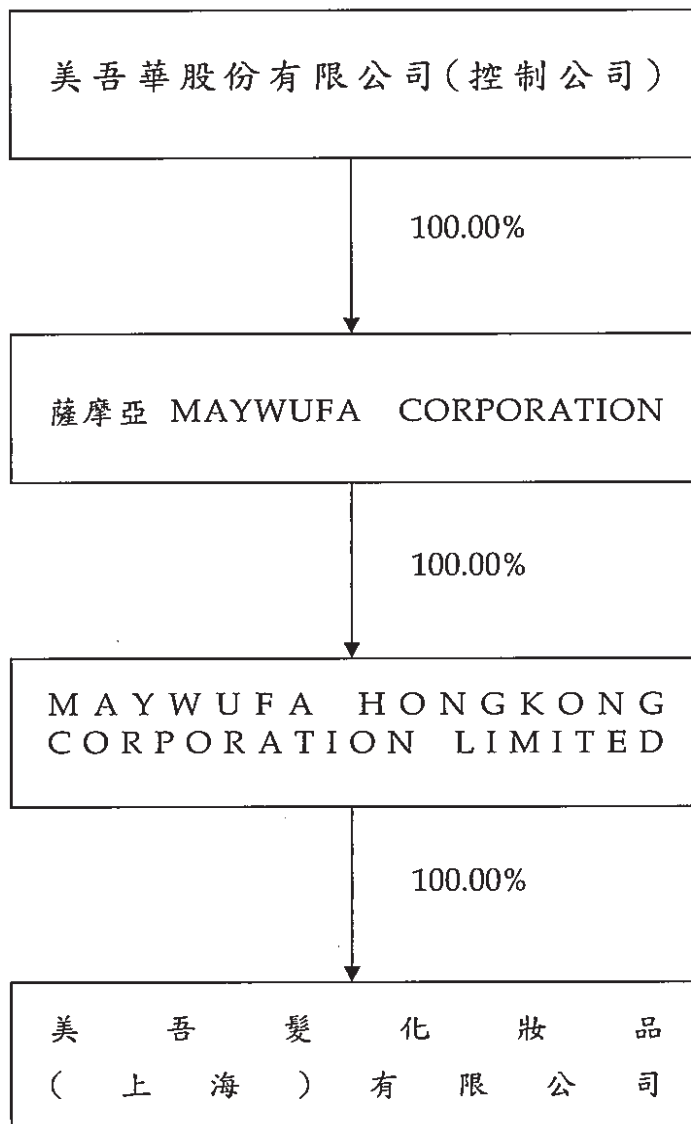 美吾華股份有限公司(控制公司)
100.00%
薩摩亞 MAYWUFA CORPORATION
100.00%
MAYWUFA HONGKONG
CORPORATION LIMITED
100.00%
美吾髮化妝品
(上海)有限公司